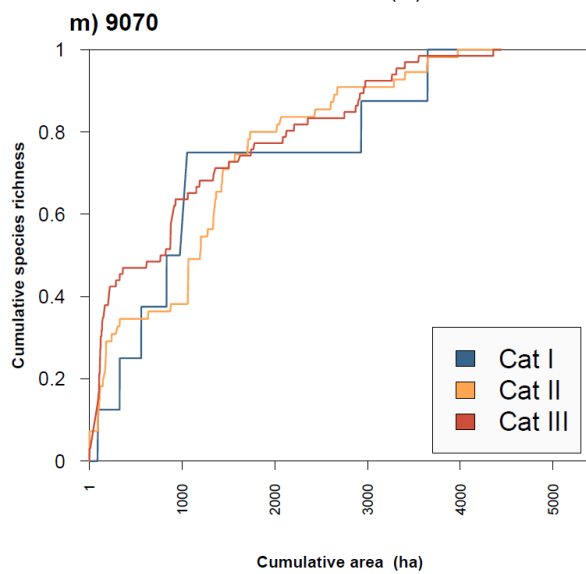 m) 9070
Cumulative species richness
1
0.8
0.6
0.4
0.2
0
Cat I
Cat II
Cat III
1
1000
2000
3000
4000
5000
Cumulative area (ha)